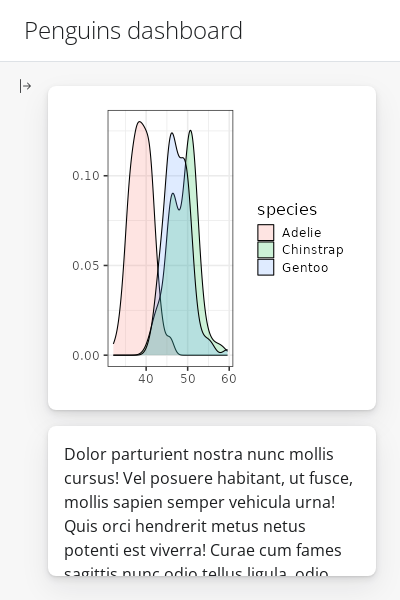 Penguins dashboard
0.10
0.05
0.00
40 50 60
species
Adelie
Chinstrap
Gentoo
Dolor parturient nostra nunc mollis
cursus! Vel posuere habitant, ut fusce,
mollis sapien semper vehicula urna!
Quis orci hendrerit metus netus
potenti est viverra! Curae cum fames
sagittis nunc odio tellus ligula, odio